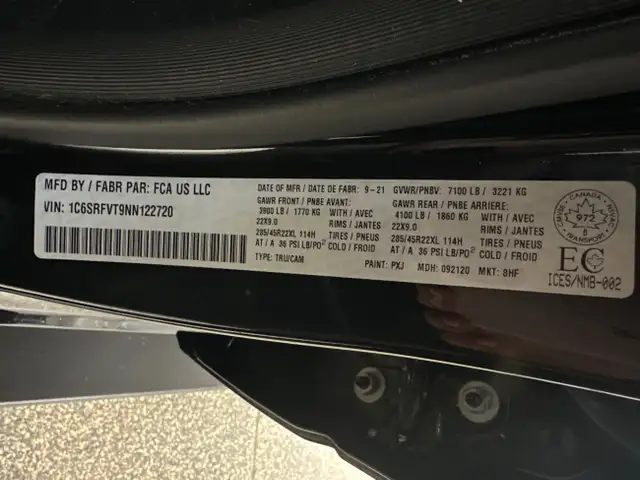 MFD BY / FABR PAR: FCA US LLC
VIN: 1C6SRFVT9NN122720
DATE OF MFR / DATE DE FABR: 9-21
GAWR FRONT / PNBE AVANT:
3900 LB / 1770 KG
22X9.0 RIMS / JANTES
285/45R22XL 114H TIRES / PNEUS
AT / A 36 PSI LB/PO² COLD / FROID
TYPE: TRU/CAM
GVWR/PNBV: 7100 LB / 3221 KG
GAWR REAR / PNBE ARRIERE:
4100 LB / 1860 KG
22X9.0 RIMS / JANTES
285/45R22XL 114H TIRES / PNEUS
AT / A 36 PSI LB/PO² COLD / FROID
PAINT: PXJ MDH: 092120 MKT: 8HF
CANADA
972
8
TRANSPORT
EC
ICES/NMB-002